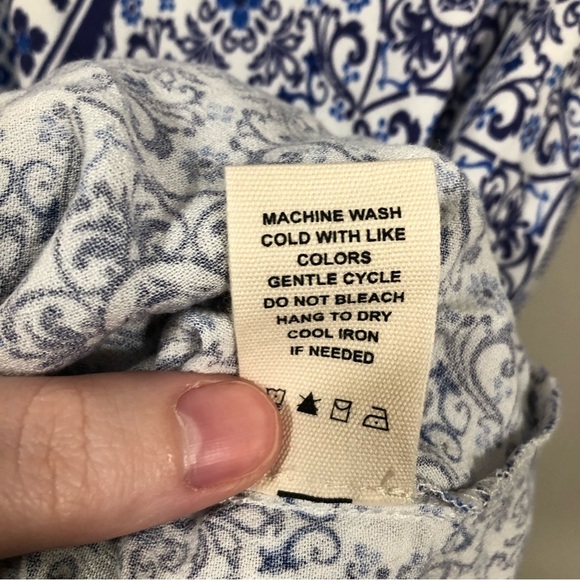 MACHINE WASH
COLD WITH LIKE
COLORS
GENTLE CYCLE
DO NOT BLEACH
HANG TO DRY
COOL IRON
IF NEEDED